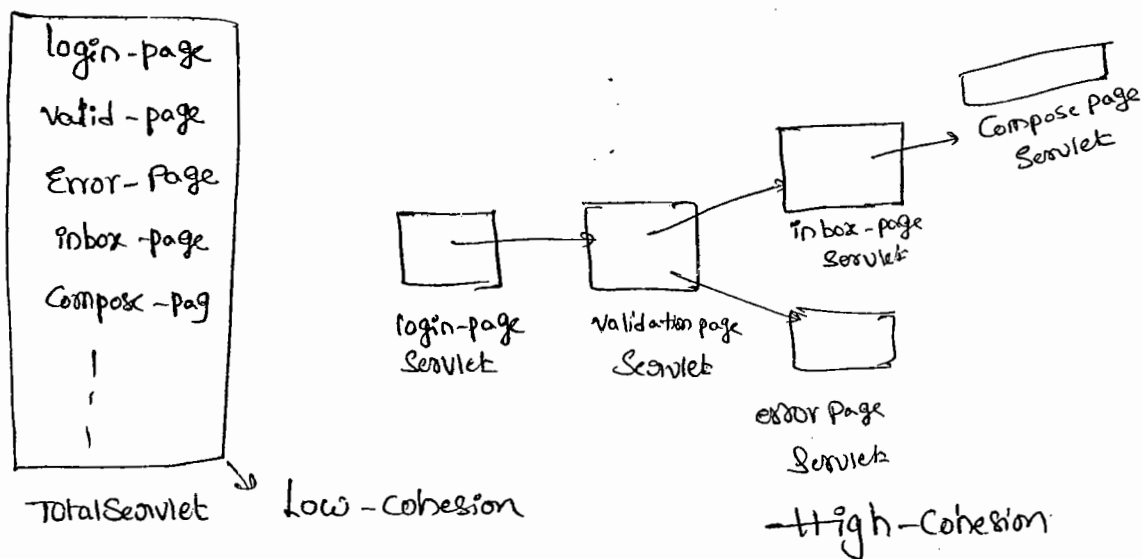 login-page
Valid-page
Error-Page
inbox-page
Compose-pag
TotalServlet
Low-Cohesion
login-page
Servlet
Validation page
Servlet
inbox-page
Servlet
Compose page
Servlet
error Page
Servlet
High-Cohesion